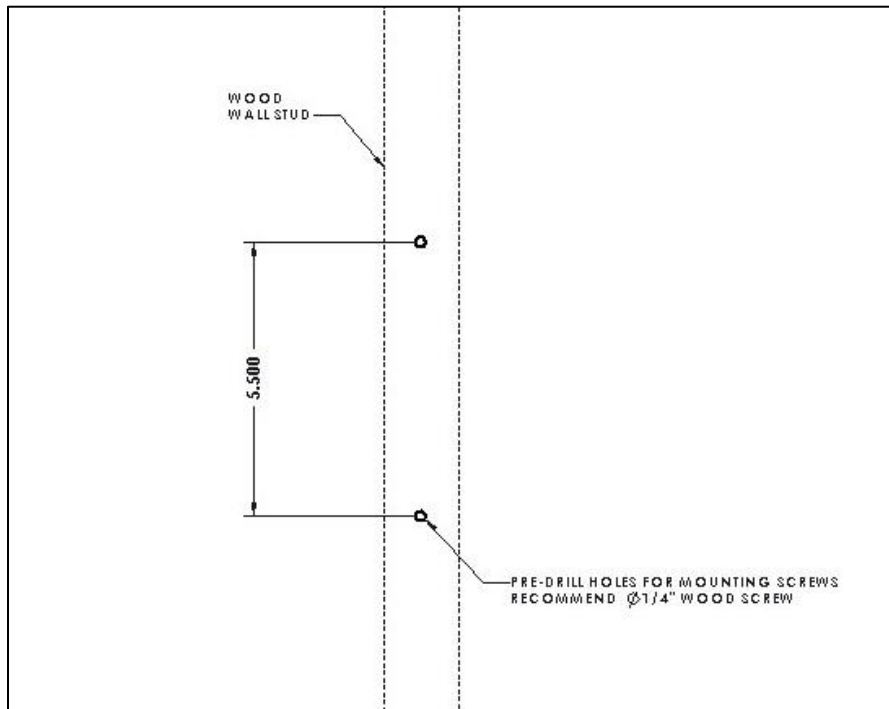 WOOD
WALL STUD
5.500
PRE-DRILL HOLES FOR MOUNTING SCREWS
RECOMMEND Ø1/4" WOOD SCREW